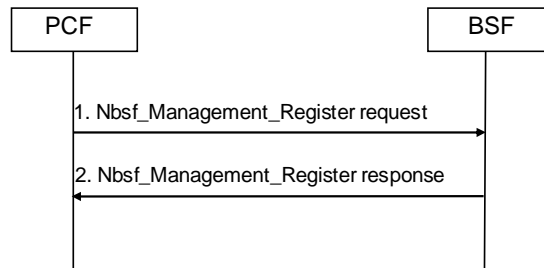 PCF
BSF
1. Nbsf_Management_Register request
2. Nbsf_Management_Register response